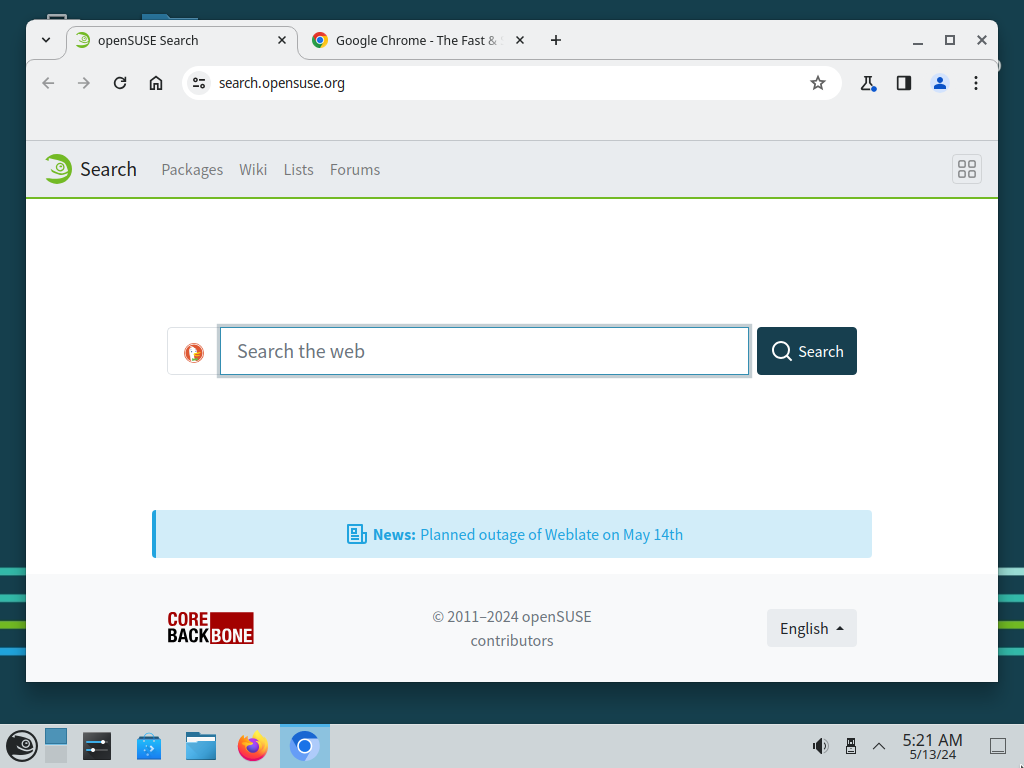 openSUSE Search
Google Chrome - The Fast &
search.opensuse.org
Search
Packages
Wiki
Lists
Forums
Search the web
Search
News: Planned outage of Weblate on May 14th
CORE
BACKBONE
© 2011–2024 openSUSE
contributors
English
5:21 AM
5/13/24